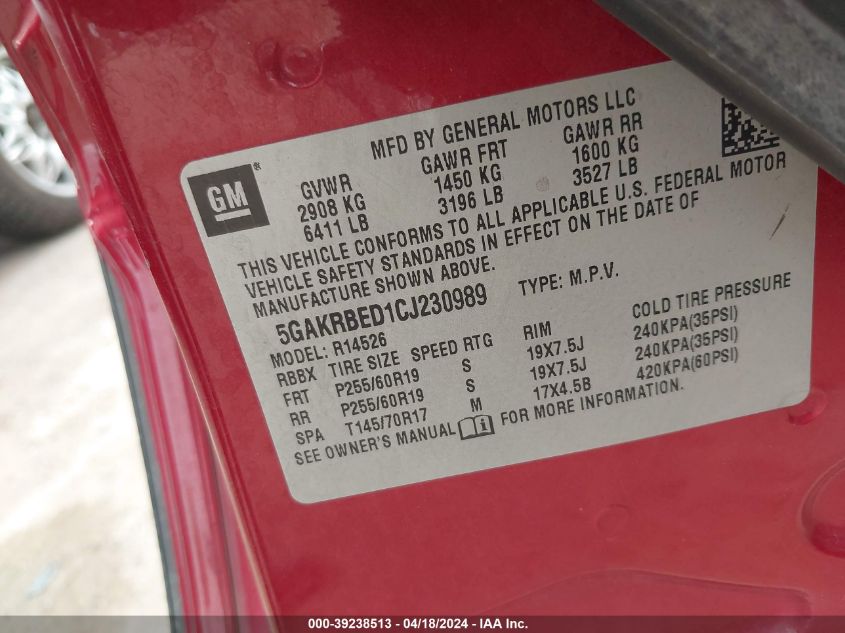 MFD BY GENERAL MOTORS LLC
GM®
GVWR GAWR FRT GAWR RR
2908 KG 1450 KG 1600 KG
6411 LB 3196 LB 3527 LB
THIS VEHICLE CONFORMS TO ALL APPLICABLE U.S. FEDERAL MOTOR
VEHICLE SAFETY STANDARDS IN EFFECT ON THE DATE OF
MANUFACTURE SHOWN ABOVE.
5GAKRBED1CJ230989 TYPE: M.P.V.
MODEL: R14526
RBBX TIRE SIZE SPEED RTG RIM COLD TIRE PRESSURE
FRT P255/60R19 S 19X7.5J 240KPA(35PSI)
RR P255/60R19 S 19X7.5J 240KPA(35PSI)
SPA T145/70R17 M 17X4.5B 420KPA(60PSI)
SEE OWNER'S MANUAL i FOR MORE INFORMATION.
000-39238513 - 04/18/2024 - IAA Inc.